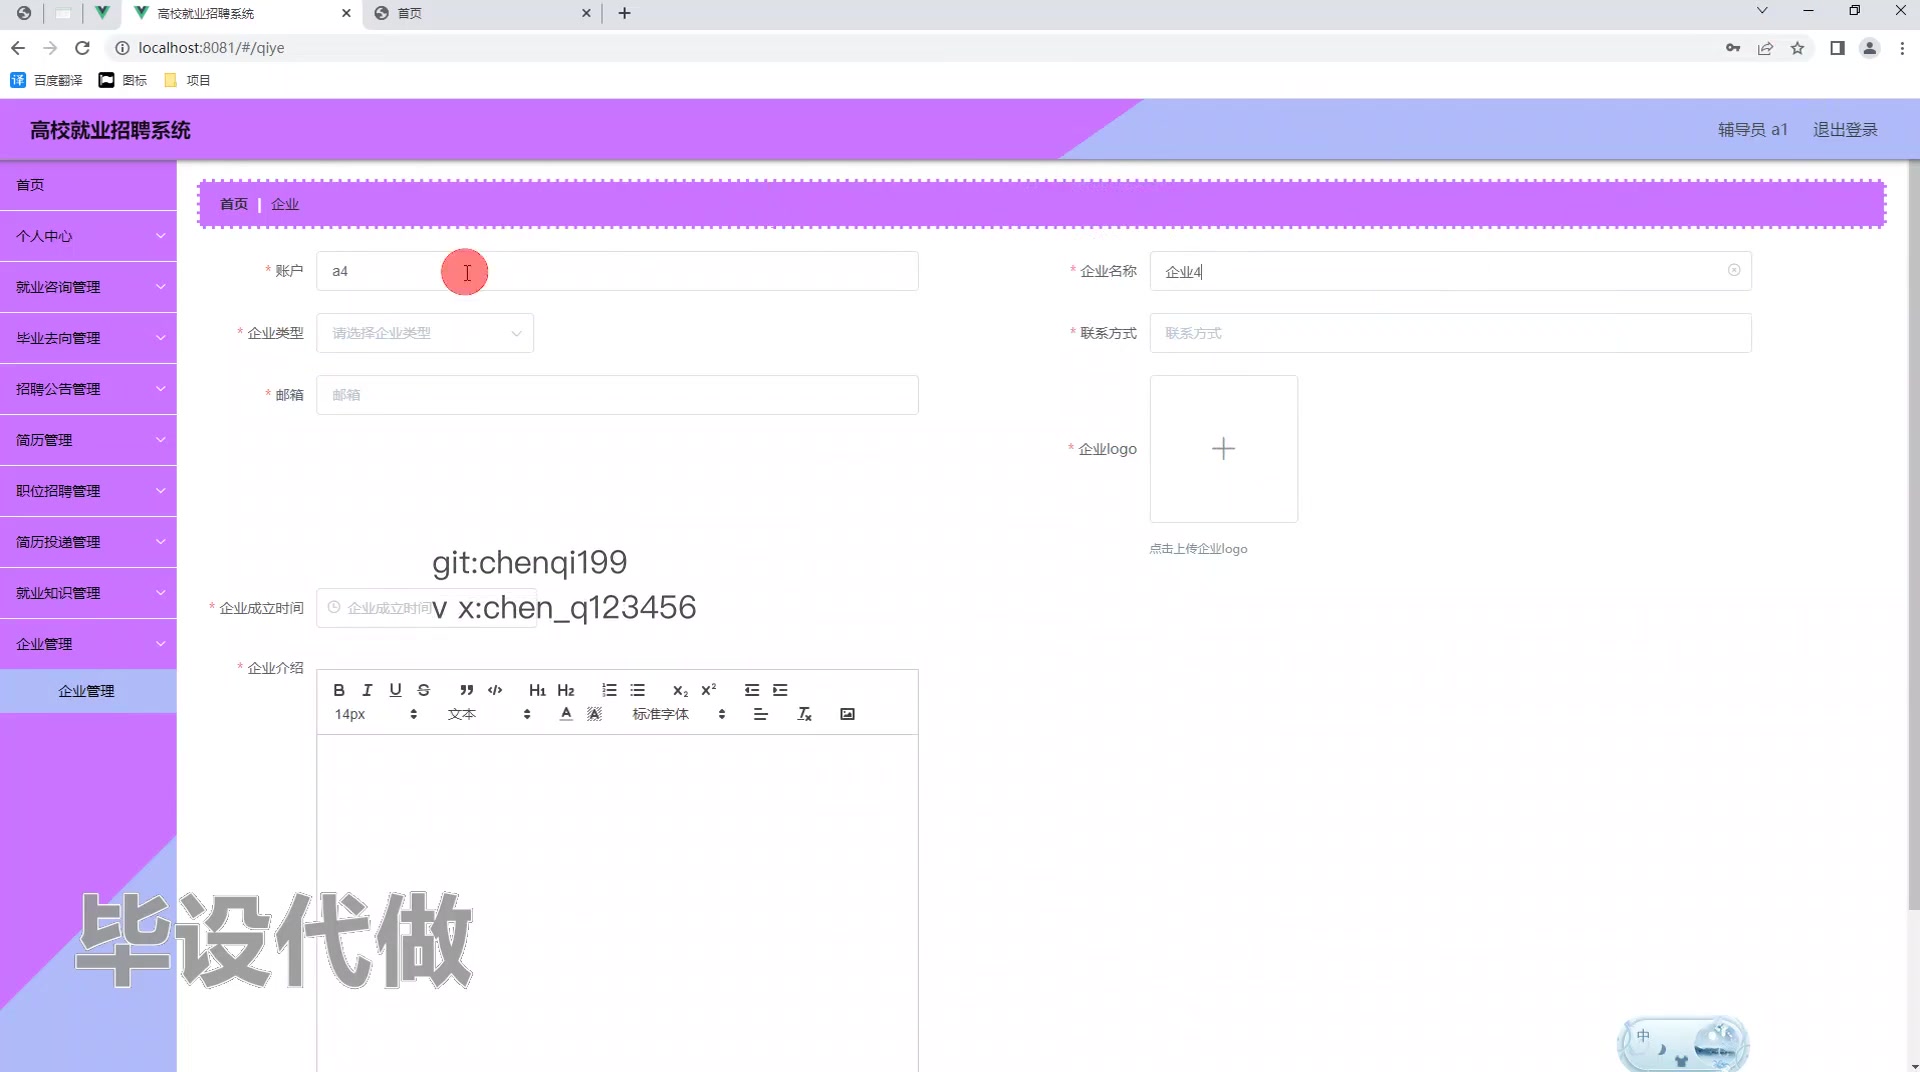 高校就业招聘系统
首页
localhost:8081/#/qiye
百度翻译
图标
项目
高校就业招聘系统
辅导员 a1
退出登录
首页
个人中心
就业咨询管理
毕业去向管理
招聘公告管理
简历管理
职位招聘管理
简历投递管理
就业知识管理
企业管理
企业管理
首页 | 企业
* 账户 a4
* 企业名称 企业4
* 企业类型 请选择企业类型
* 联系方式 联系方式
* 邮箱 邮箱
* 企业logo
点击上传企业logo
git:chenqi199
* 企业成立时间 企业成立时间
v x:chen_q123456
* 企业介绍
14px 文本 标准字体
毕设代做
中